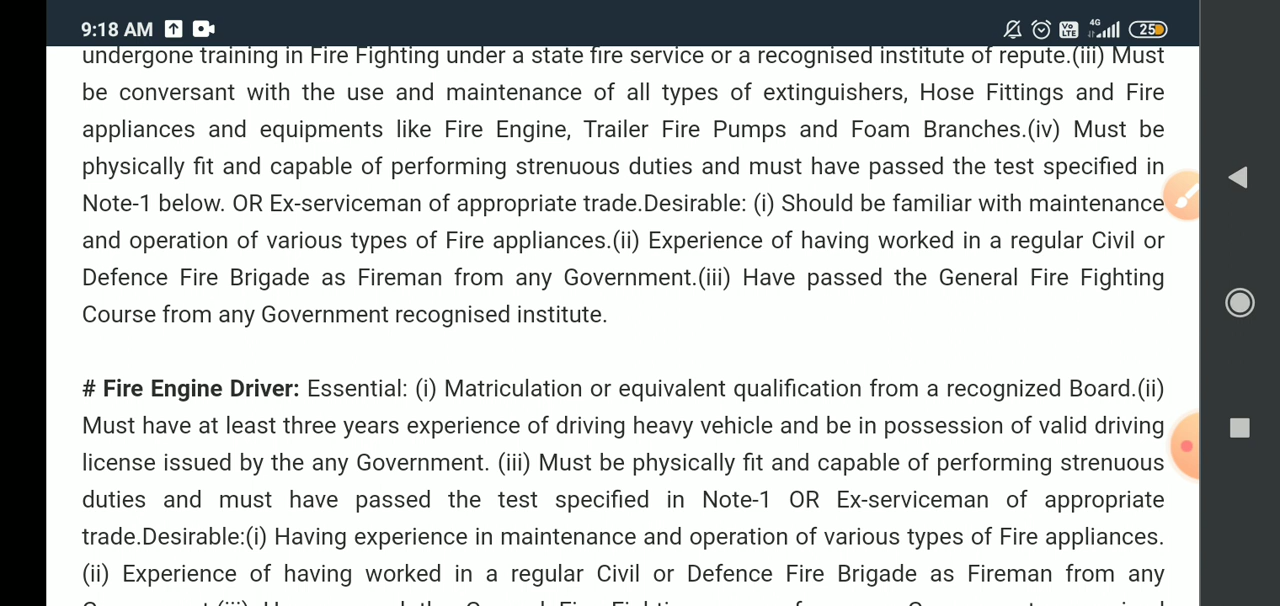 9:18 AM
Vo LTE 4G 25
undergone training in Fire Fighting under a state fire service or a recognised institute of repute.(iii) Must
be conversant with the use and maintenance of all types of extinguishers, Hose Fittings and Fire
appliances and equipments like Fire Engine, Trailer Fire Pumps and Foam Branches.(iv) Must be
physically fit and capable of performing strenuous duties and must have passed the test specified in
Note-1 below. OR Ex-serviceman of appropriate trade.Desirable: (i) Should be familiar with maintenance
and operation of various types of Fire appliances.(ii) Experience of having worked in a regular Civil or
Defence Fire Brigade as Fireman from any Government.(iii) Have passed the General Fire Fighting
Course from any Government recognised institute.
# Fire Engine Driver: Essential: (i) Matriculation or equivalent qualification from a recognized Board.(ii)
Must have at least three years experience of driving heavy vehicle and be in possession of valid driving
license issued by the any Government. (iii) Must be physically fit and capable of performing strenuous
duties and must have passed the test specified in Note-1 OR Ex-serviceman of appropriate
trade.Desirable:(i) Having experience in maintenance and operation of various types of Fire appliances.
(ii) Experience of having worked in a regular Civil or Defence Fire Brigade as Fireman from any